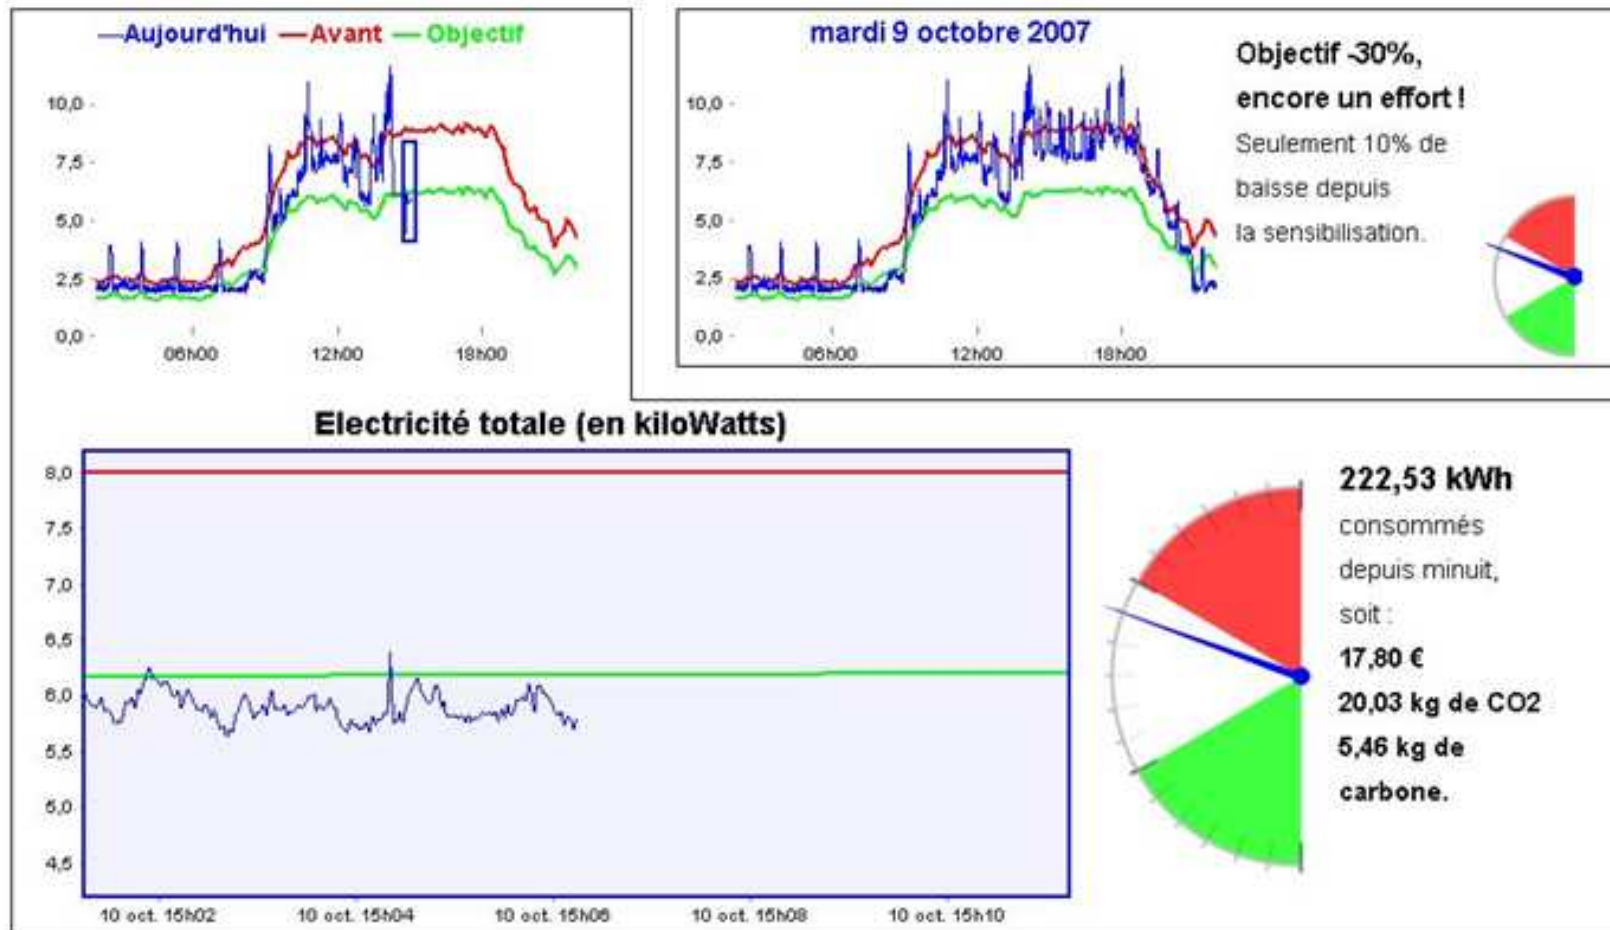 Aujourd'hui Avant Objectif
10,0
7,5
5,0
2,5
0,0
06h00 12h00 18h00
mardi 9 octobre 2007
10,0
7,5
5,0
2,5
0,0
06h00 12h00 18h00
Objectif -30%,
encore un effort !
Seulement 10% de
baisse depuis
la sensibilisation.
Electricité totale (en kiloWatts)
8,0
7,5
7,0
6,5
6,0
5,5
5,0
4,5
10 oct. 15h02 10 oct. 15h04 10 oct. 15h06 10 oct. 15h08 10 oct. 15h10
222,53 kWh
consommés
depuis minuit,
soit :
17,80 €
20,03 kg de CO2
5,46 kg de
carbone.